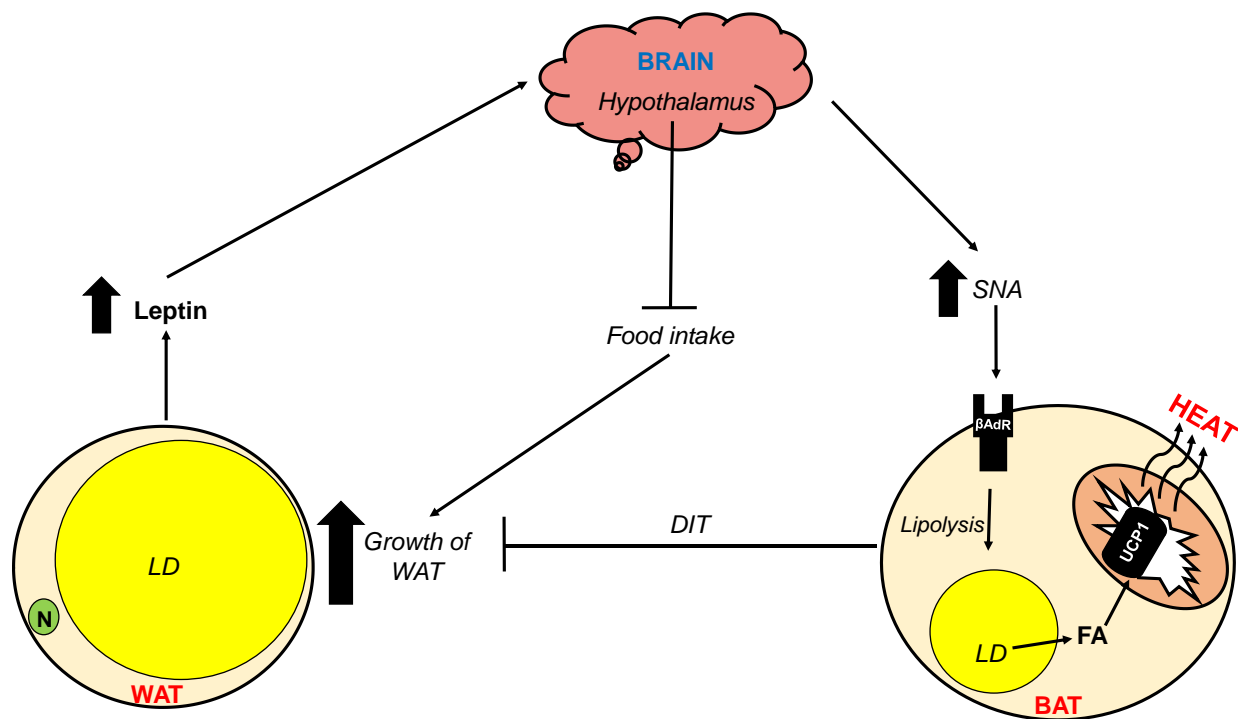 BRAIN
Hypothalamus
Leptin
SNA
Food intake
βAdR
HEAT
UCP1
Lipolysis
DIT
Growth of
WAT
LD
N
WAT
LD
FA
BAT